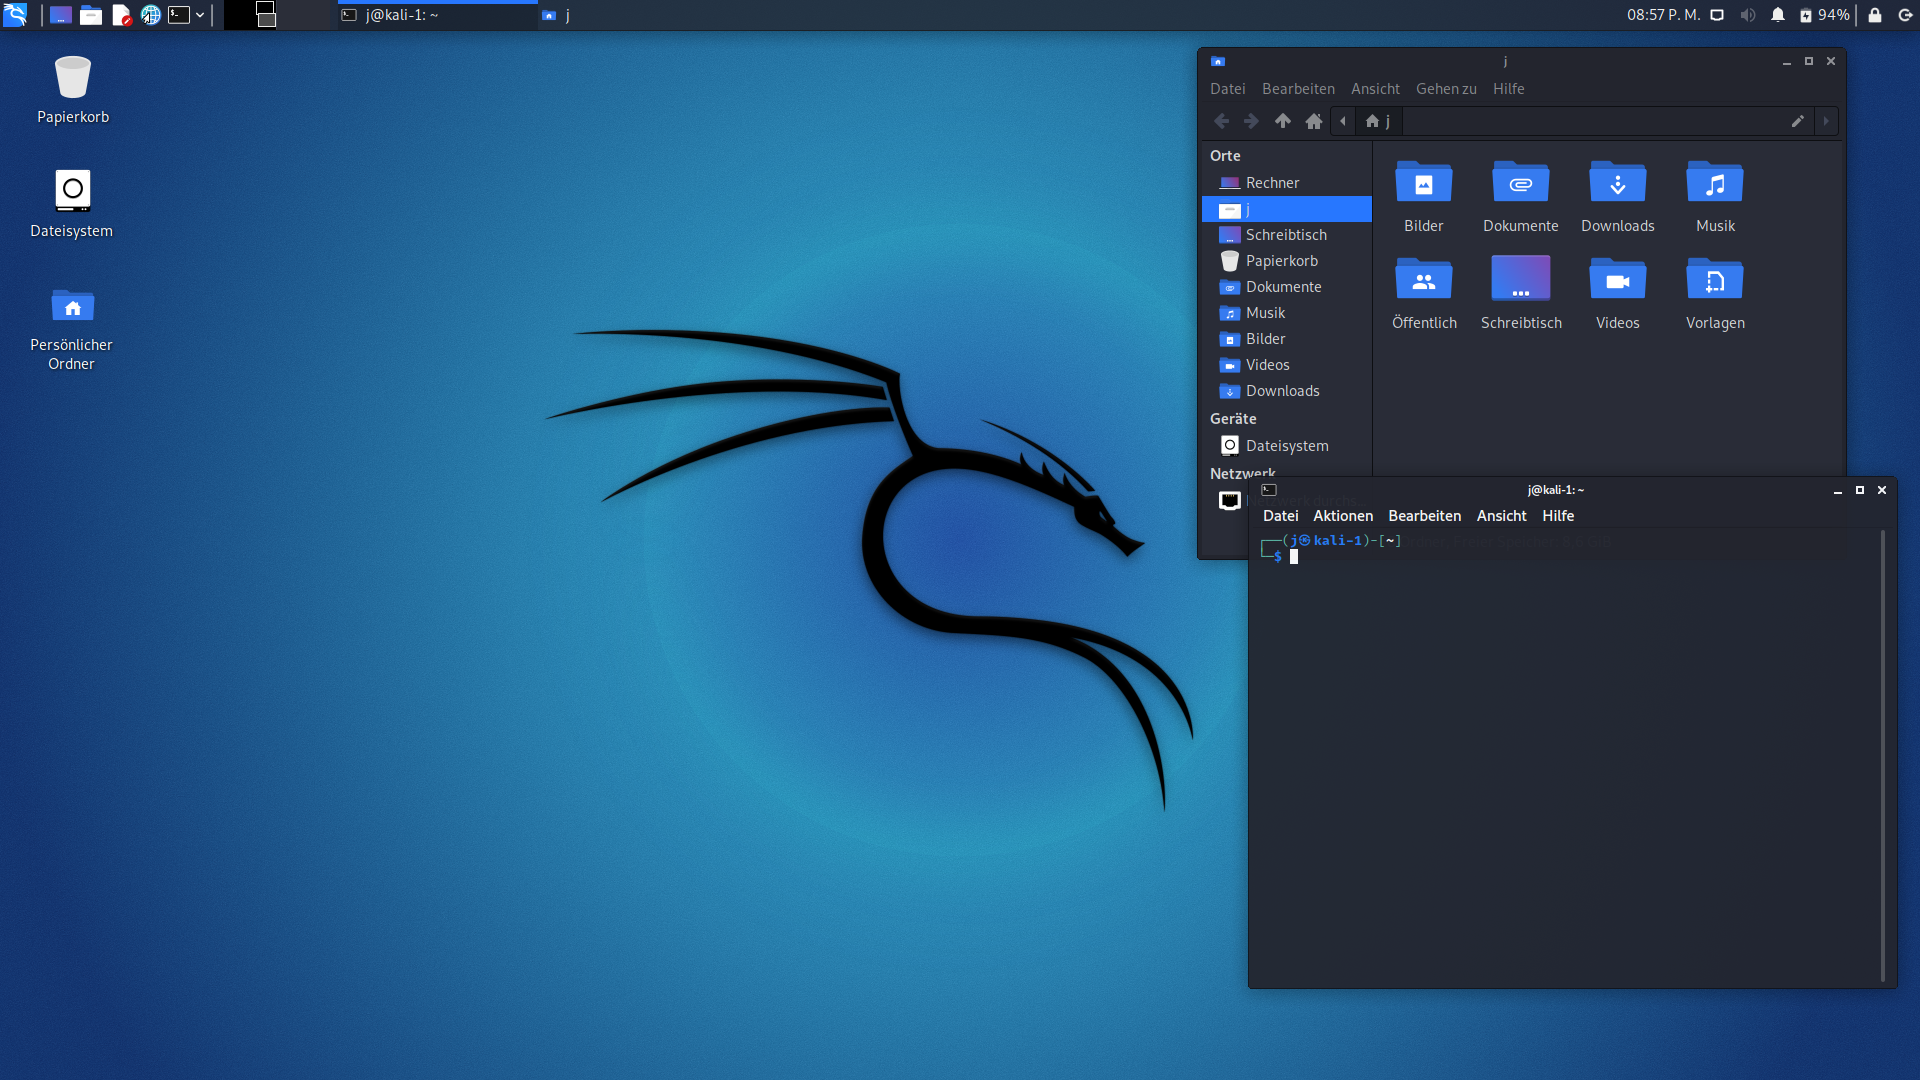 j@kali-1: ~
j
08:57 P. M.
94%
Papierkorb
Dateisystem
Persönlicher
Ordner
j
Datei Bearbeiten Ansicht Gehen zu Hilfe
j
Orte
Rechner
j
Schreibtisch
Papierkorb
Dokumente
Musik
Bilder
Videos
Downloads
Geräte
Dateisystem
Netzwerk
Bilder Dokumente Downloads Musik
Öffentlich Schreibtisch Videos Vorlagen
j@kali-1: ~
Datei Aktionen Bearbeiten Ansicht Hilfe
┌──(j㉿kali-1)-[~]
└─$